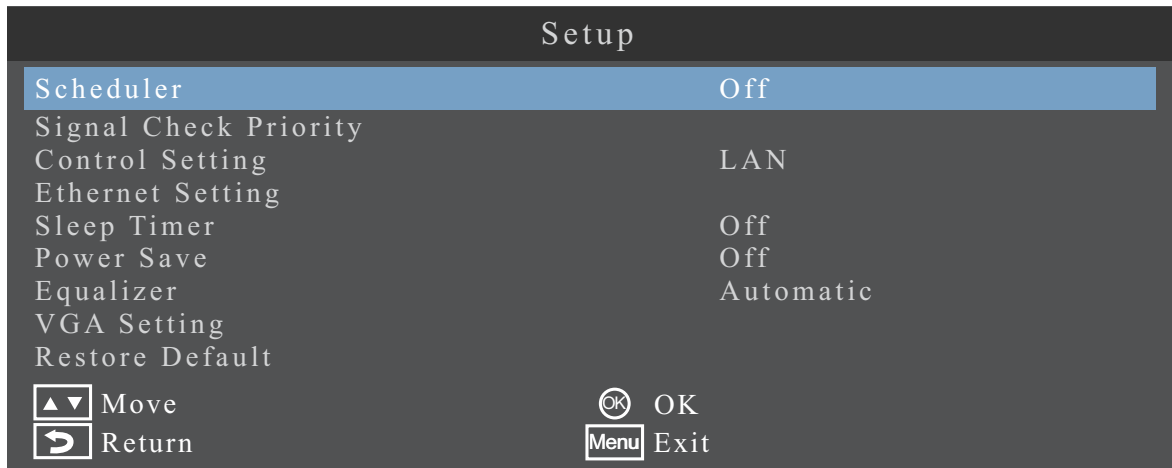 Setup
Scheduler Off
Signal Check Priority
Control Setting LAN
Ethernet Setting
Sleep Timer Off
Power Save Off
Equalizer Automatic
VGA Setting
Restore Default
▲▼ Move OK OK
Return Menu Exit